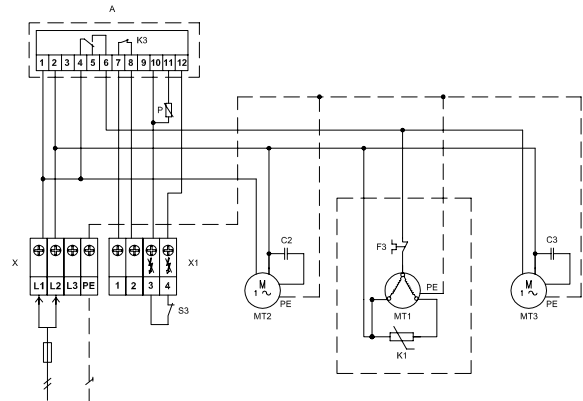 A
K3
1 2 3 4 5 6 7 8 9 10 11 12
P
X
L1 L2 L3 PE
1 2 3 4
X1
S3
C2
M
1 ~
PE
MT2
F3
PE
MT1
K1
C3
M
1 ~
PE
MT3